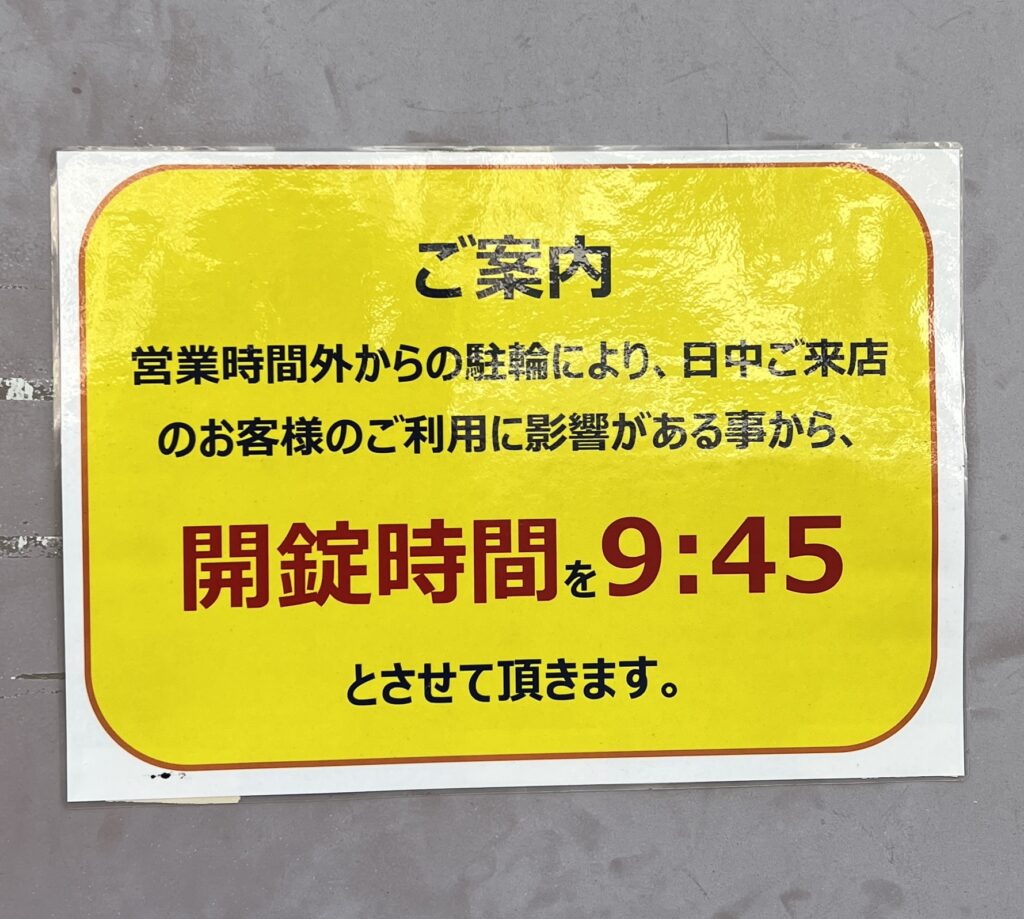 ご案内
営業時間外からの駐輪により、日中ご来店
のお客様のご利用に影響がある事から、
開錠時間を9:45
とさせて頂きます。